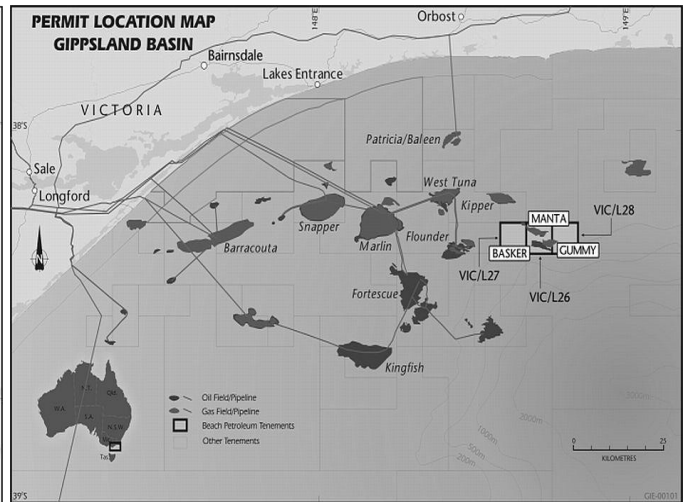 PERMIT LOCATION MAP
GIPPSLAND BASIN
148°E
149°E
Orbost
Bairnsdale
Lakes Entrance
VICTORIA
38°S
Patricia/Baleen
Sale
Longford
West Tuna
Kipper
Snapper
Marlin
Flounder
Barracouta
MANTA
VIC/L28
BASKER
GUMMY
VIC/L27
VIC/L26
Fortescue
Kingfish
N
N.T.
W.A.
S.A.
N.S.W.
Tas
Oil Field/Pipeline
Gas Field/Pipeline
Beach Petroleum Tenements
Other Tenements
2000m
1000m
500m
200m
0 25
KILOMETRES
39°S
GIE-00101